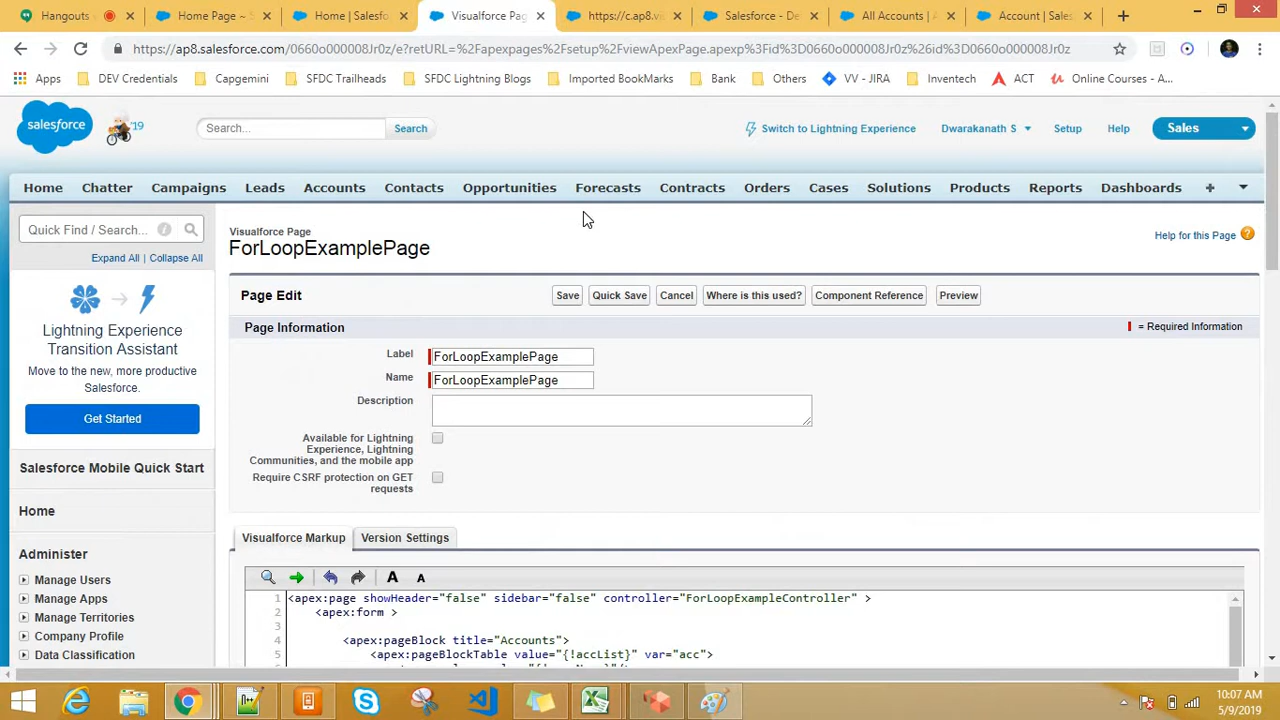 Hangouts
Home Page ~ S
Home | Salesfo
Visualforce Pag
https://c.ap8.vi
Salesforce - De
All Accounts | A
Account | Sales
https://ap8.salesforce.com/0660o000008Jr0z/e?retURL=%2Fapexpages%2Fsetup%2FviewApexPage.apexp%3Fid%3D0660o000008Jr0z%26id%3D0660o000008Jr0z
Apps
DEV Credentials
Capgemini
SFDC Trailheads
SFDC Lightning Blogs
Imported BookMarks
Bank
Others
VV - JIRA
Inventech
ACT
Online Courses - A...
salesforce
'19
Search...
Search
Switch to Lightning Experience
Dwarakanath S
Setup
Help
Sales
Home
Chatter
Campaigns
Leads
Accounts
Contacts
Opportunities
Forecasts
Contracts
Orders
Cases
Solutions
Products
Reports
Dashboards
+
Quick Find / Search...
Expand All | Collapse All
Lightning Experience
Transition Assistant
Move to the new, more productive
Salesforce.
Get Started
Salesforce Mobile Quick Start
Home
Administer
Manage Users
Manage Apps
Manage Territories
Company Profile
Data Classification
Visualforce Page
ForLoopExamplePage
Help for this Page
Page Edit
Save
Quick Save
Cancel
Where is this used?
Component Reference
Preview
Page Information
= Required Information
Label
ForLoopExamplePage
Name
ForLoopExamplePage
Description
Available for Lightning
Experience, Lightning
Communities, and the mobile app
Require CSRF protection on GET
requests
Visualforce Markup
Version Settings
A
A
1 <apex:page showHeader="false" sidebar="false" controller="ForLoopExampleController" >
2 <apex:form >
3
4 <apex:pageBlock title="Accounts">
5 <apex:pageBlockTable value="{!accList}" var="acc">
10:07 AM
5/9/2019